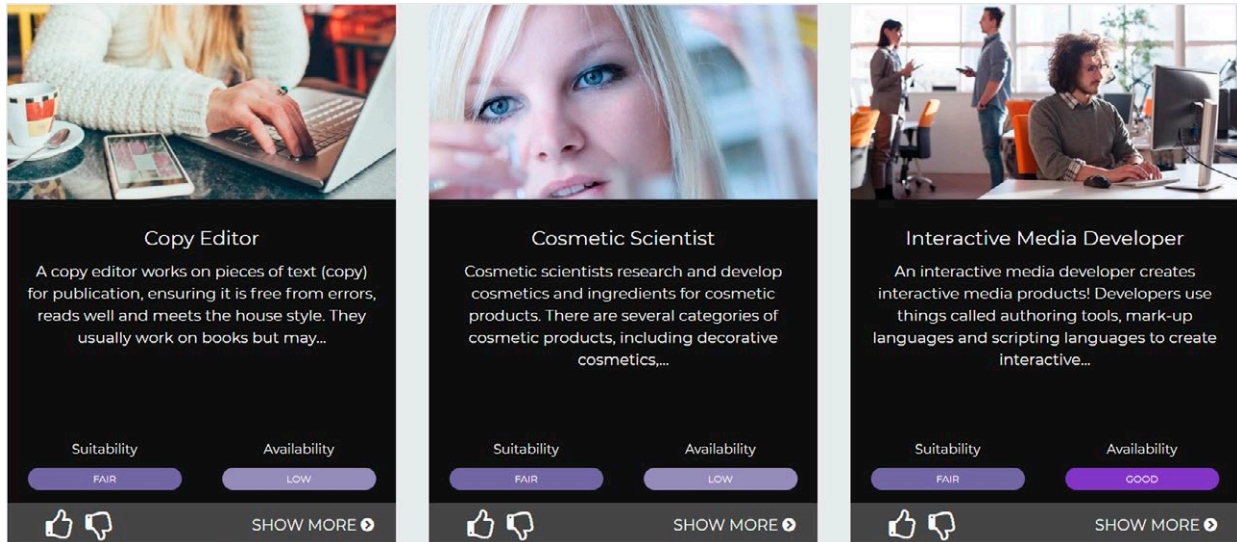 Copy Editor
A copy editor works on pieces of text (copy)
for publication, ensuring it is free from errors,
reads well and meets the house style. They
usually work on books but may...
Suitability
Availability
FAIR
LOW
SHOW MORE
Cosmetic Scientist
Cosmetic scientists research and develop
cosmetics and ingredients for cosmetic
products. There are several categories of
cosmetic products, including decorative
cosmetics,...
Suitability
Availability
FAIR
LOW
SHOW MORE
Interactive Media Developer
An interactive media developer creates
interactive media products! Developers use
things called authoring tools, mark-up
languages and scripting languages to create
interactive...
Suitability
Availability
FAIR
GOOD
SHOW MORE